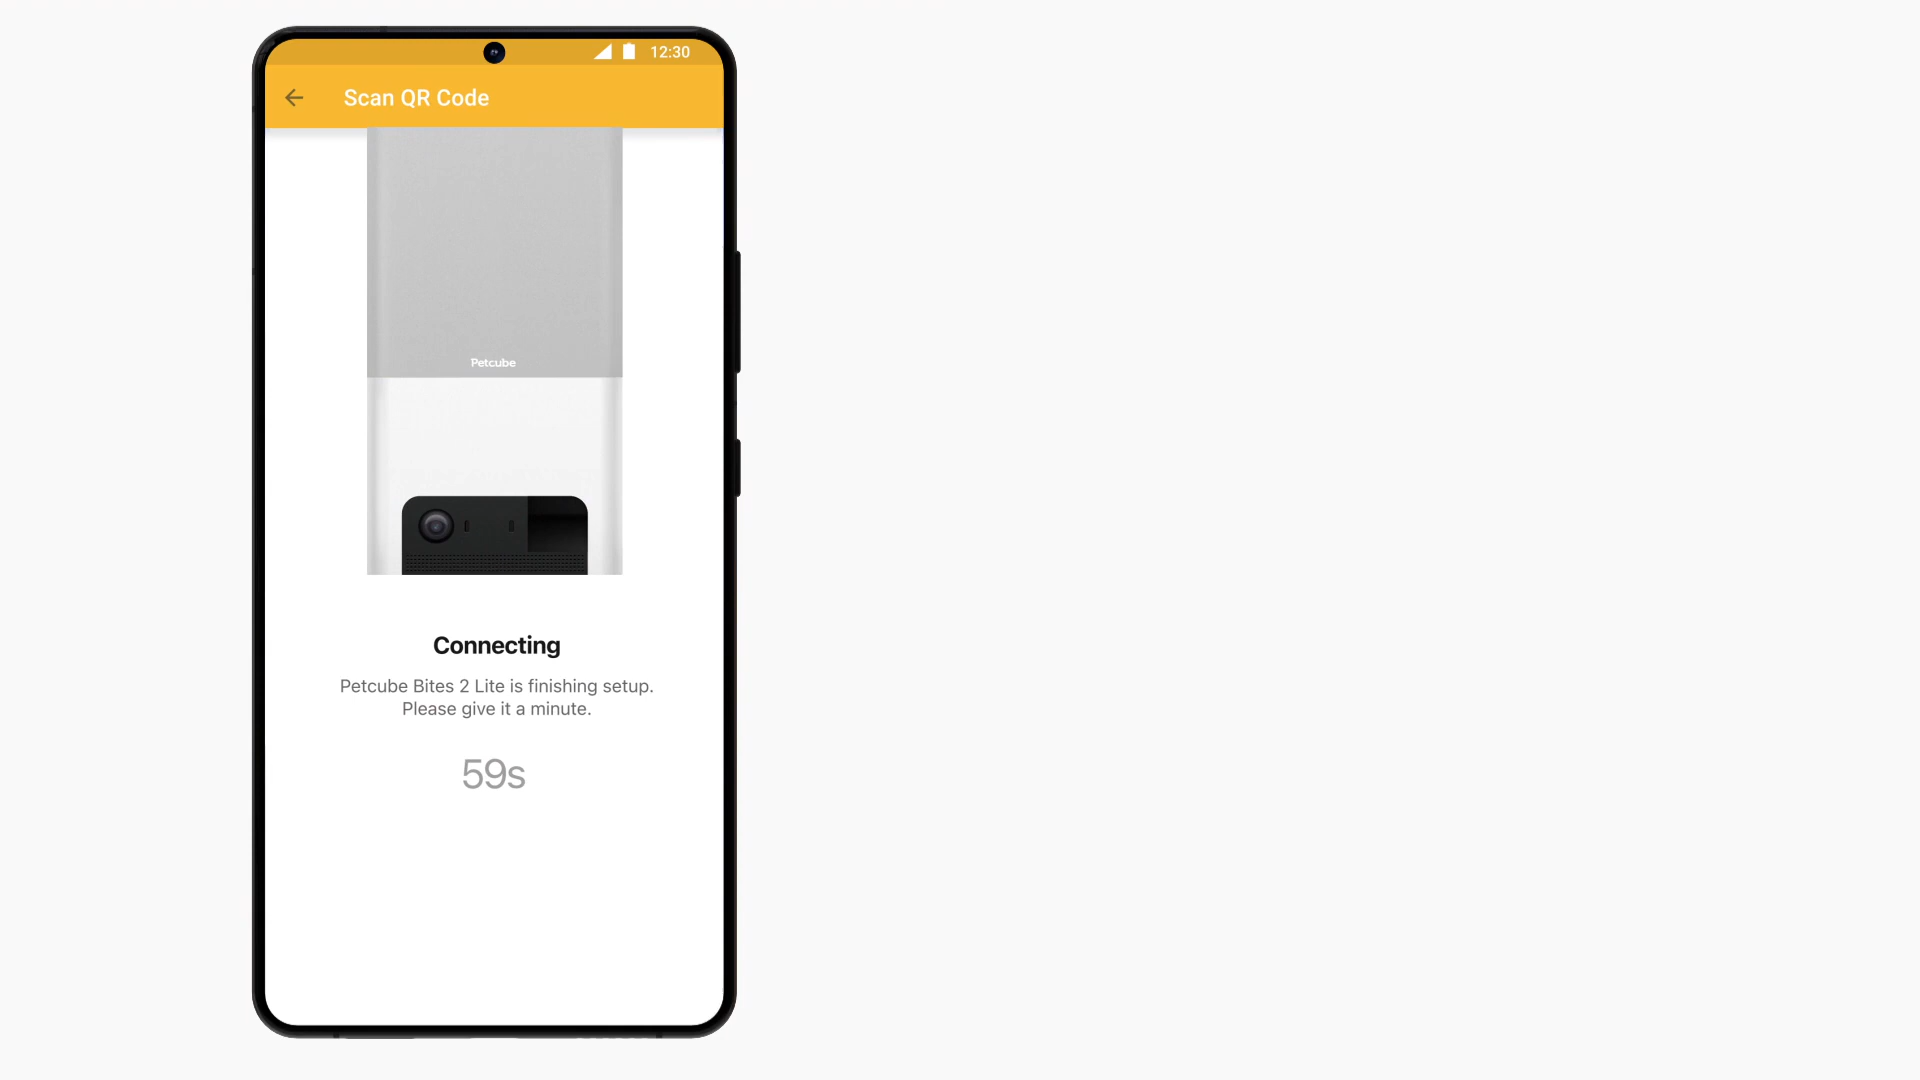 12:30
Scan QR Code
Petcube
Connecting
Petcube Bites 2 Lite is finishing setup.
Please give it a minute.
59s